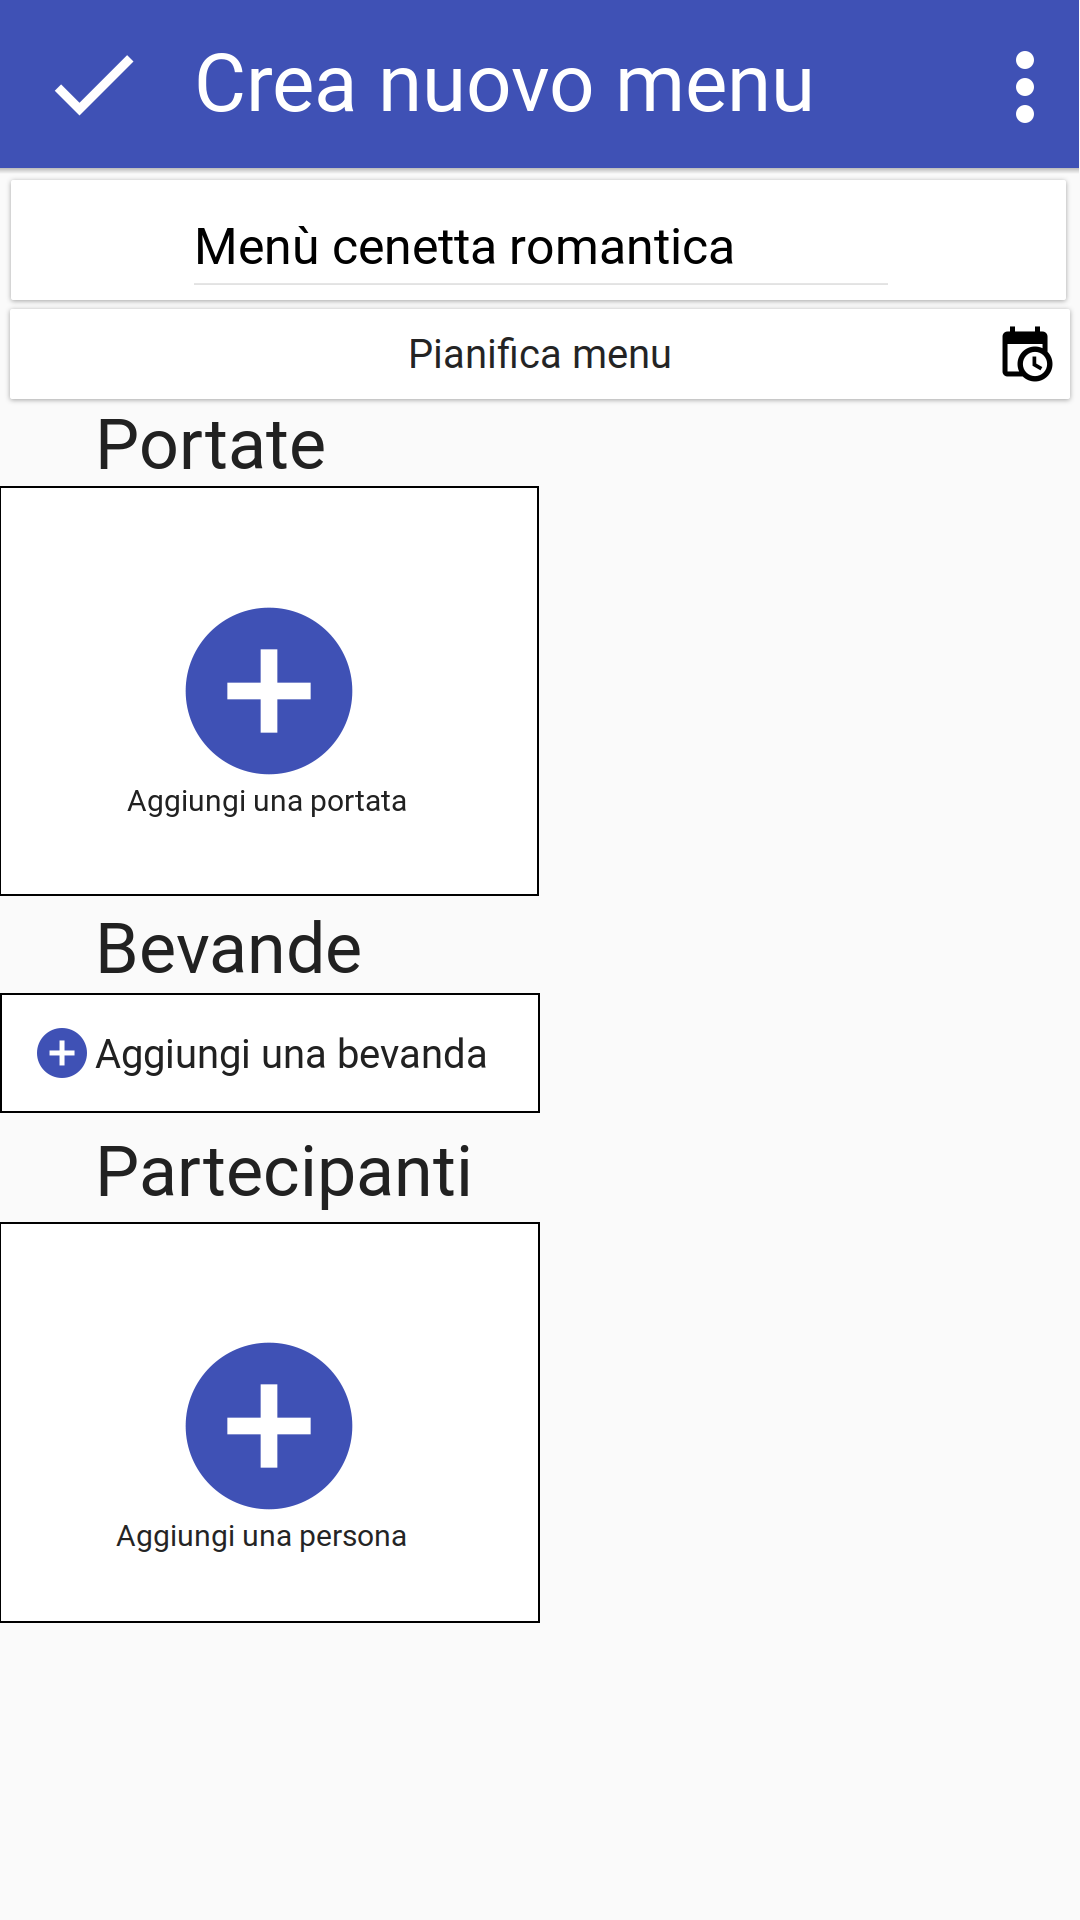 Crea nuovo menu
Menù cenetta romantica
Pianifica menu
Portate
Aggiungi una portata
Bevande
Aggiungi una bevanda
Partecipanti
Aggiungi una persona